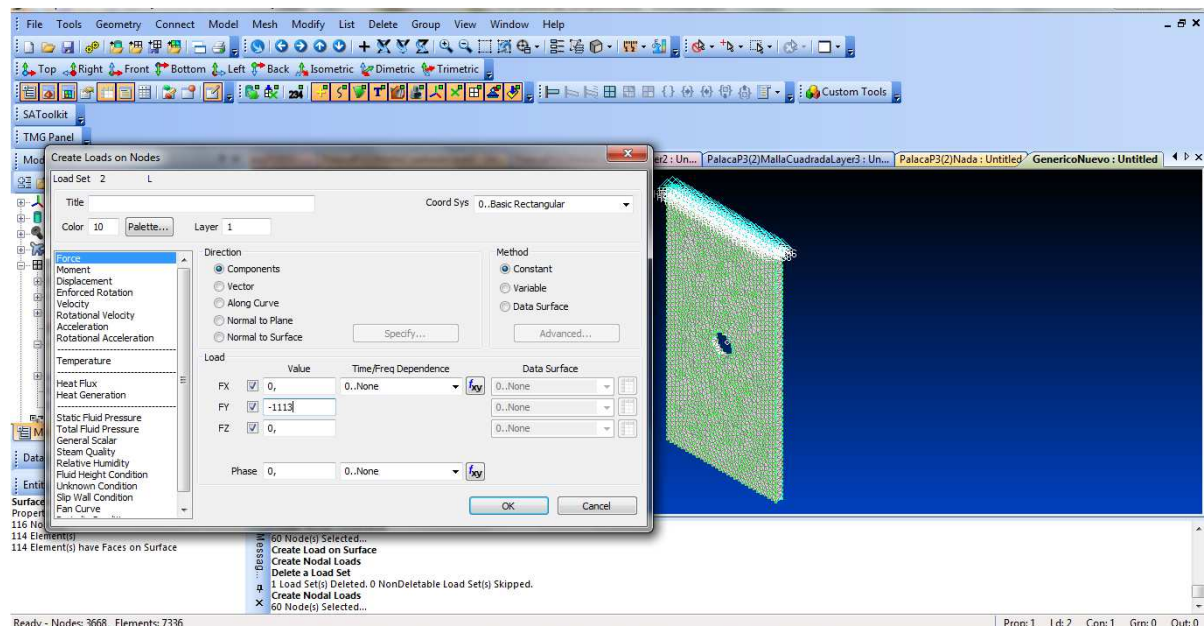 File Tools Geometry Connect Model Mesh Modify List Delete Group View Window Help
Top Right Front Bottom Left Back Isometric Dimetric Trimetric
Custom Tools
SAToolkit
TMG Panel
Mod
er2 : Un... PalacaP3(2)MallaCuadradaLayer3 : Un... PalacaP3(2)Nada : Untitled GenericoNuevo : Untitled
Create Loads on Nodes
Load Set 2 L
Title
Coord Sys 0..Basic Rectangular
Color 10 Palette... Layer 1
Force
Moment
Displacement
Enforced Rotation
Velocity
Rotational Velocity
Acceleration
Rotational Acceleration
Temperature
Heat Flux
Heat Generation
Static Fluid Pressure
Total Fluid Pressure
General Scalar
Steam Quality
Relative Humidity
Fluid Height Condition
Unknown Condition
Slip Wall Condition
Fan Curve
Direction
Components
Vector
Along Curve
Normal to Plane
Normal to Surface
Specify...
Method
Constant
Variable
Data Surface
Advanced...
Load
Value Time/Freq Dependence Data Surface
FX 0, 0..None 0..None
FY -1113 0..None
FZ 0, 0..None
Phase 0, 0..None
OK Cancel
Data
Entit
Surface
Propert
116 No
114 Element(s)
114 Element(s) have Faces on Surface
Messag...
60 Node(s) Selected...
Create Load on Surface
Create Nodal Loads
Delete a Load Set
1 Load Set(s) Deleted. 0 NonDeletable Load Set(s) Skipped.
Create Nodal Loads
60 Node(s) Selected...
Ready - Nodes: 3668 Elements: 7336
Prop: 1 Ld: 2 Con: 1 Grp: 0 Out: 0